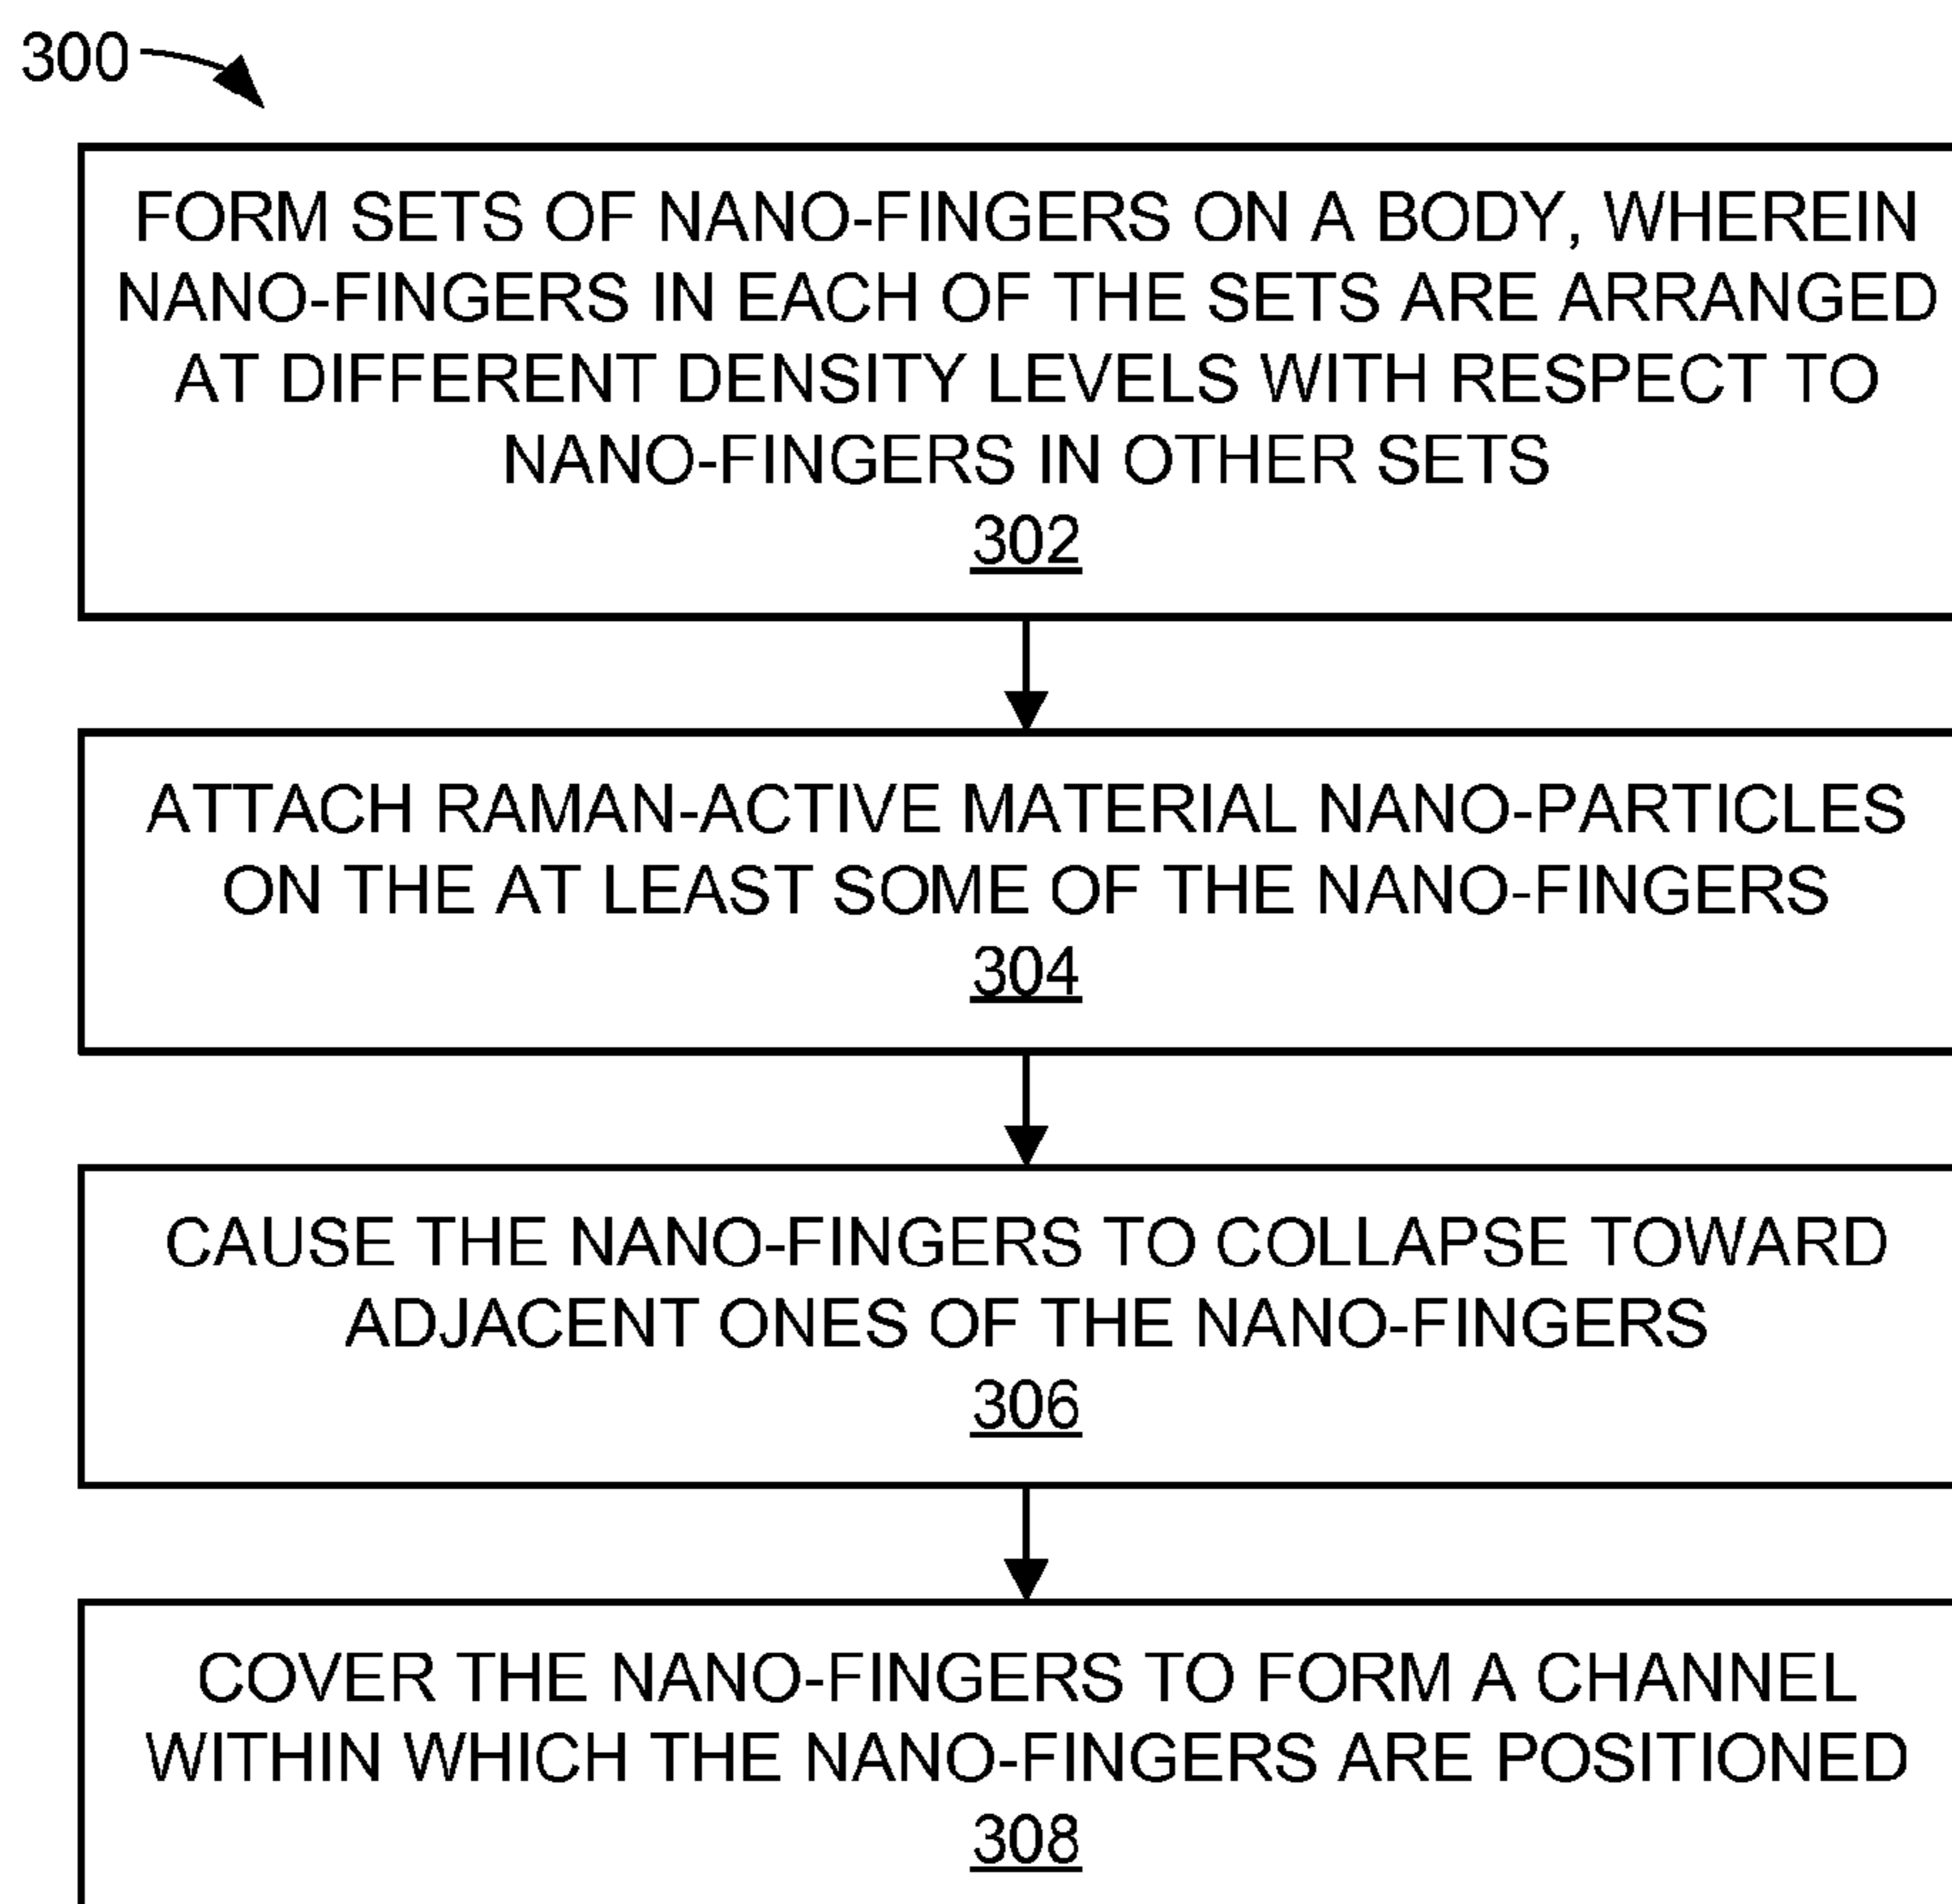 300
FORM SETS OF NANO-FINGERS ON A BODY, WHEREIN
NANO-FINGERS IN EACH OF THE SETS ARE ARRANGED
AT DIFFERENT DENSITY LEVELS WITH RESPECT TO
NANO-FINGERS IN OTHER SETS
302
ATTACH RAMAN-ACTIVE MATERIAL NANO-PARTICLES
ON THE AT LEAST SOME OF THE NANO-FINGERS
304
CAUSE THE NANO-FINGERS TO COLLAPSE TOWARD
ADJACENT ONES OF THE NANO-FINGERS
306
COVER THE NANO-FINGERS TO FORM A CHANNEL
WITHIN WHICH THE NANO-FINGERS ARE POSITIONED
308